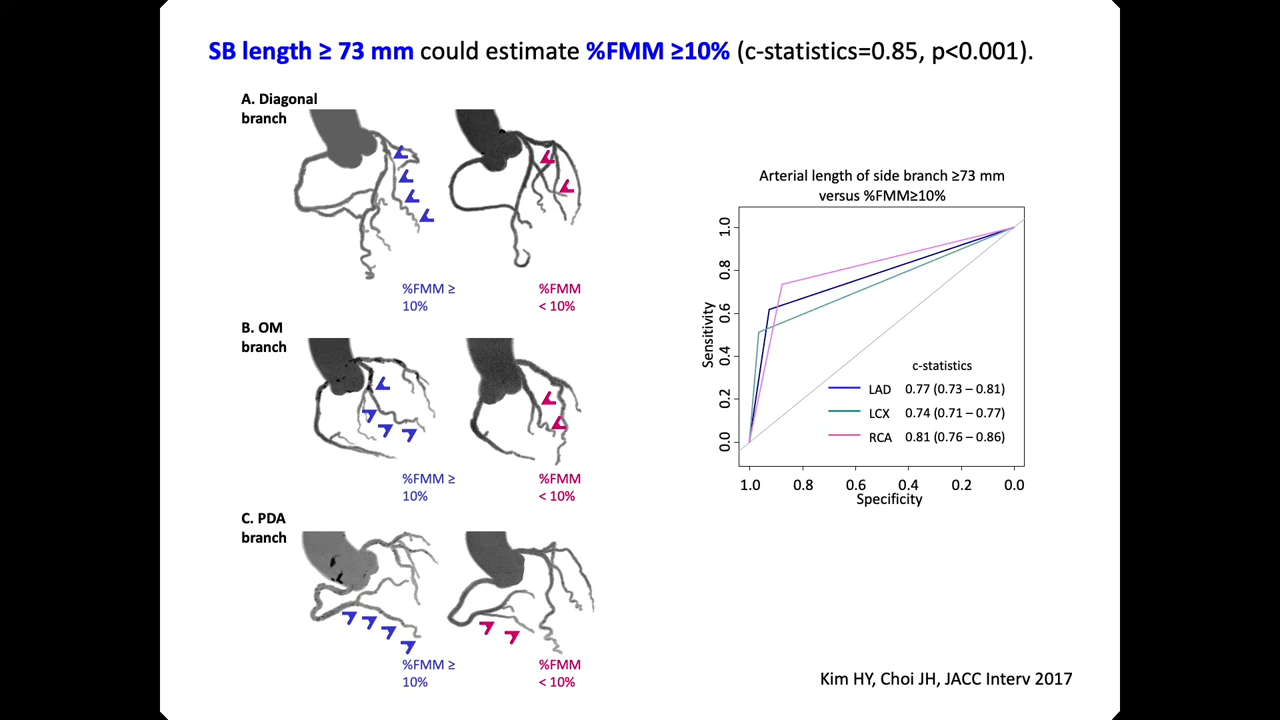 SB length ≥ 73 mm could estimate %FMM ≥10% (c-statistics=0.85, p<0.001).
A. Diagonal
branch
%FMM ≥
10%
%FMM
< 10%
B. OM
branch
%FMM ≥
10%
%FMM
< 10%
C. PDA
branch
%FMM ≥
10%
%FMM
< 10%
Arterial length of side branch ≥73 mm
versus %FMM≥10%
Sensitivity
1.0
0.8
0.6
0.4
0.2
0.0
c-statistics
LAD 0.77 (0.73 – 0.81)
LCX 0.74 (0.71 – 0.77)
RCA 0.81 (0.76 – 0.86)
1.0 0.8 0.6 0.4 0.2 0.0
Specificity
Kim HY, Choi JH, JACC Interv 2017